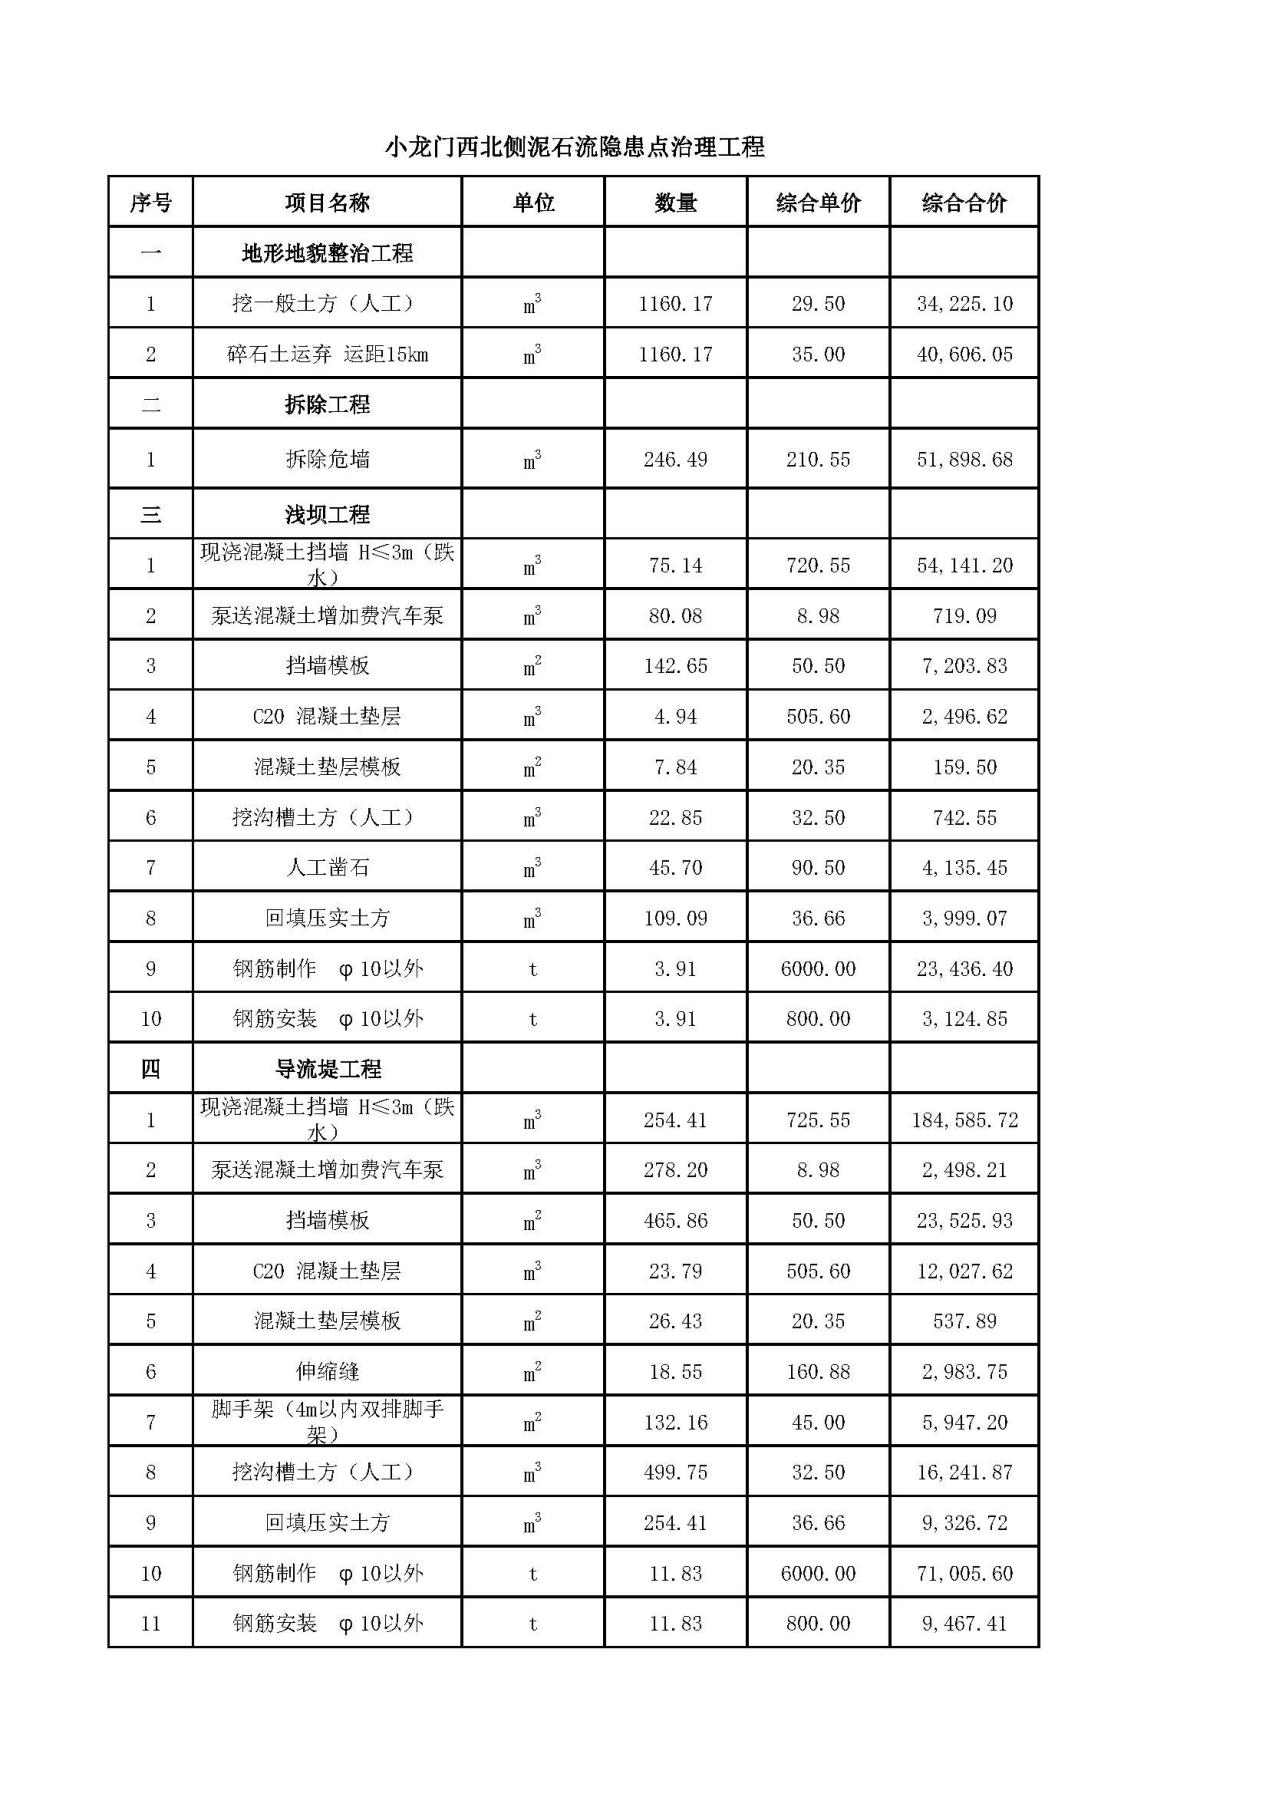 小龙门西北侧泥石流隐患点治理工程
序号 项目名称 单位 数量 综合单价 综合合价
一 地形地貌整治工程
1 挖一般土方（人工） m³ 1160.17 29.50 34,225.10
2 碎石土运弃 运距15km m³ 1160.17 35.00 40,606.05
二 拆除工程
1 拆除危墙 m³ 246.49 210.55 51,898.68
三 浅坝工程
1 现浇混凝土挡墙 H≤3m（跌
水） m³ 75.14 720.55 54,141.20
2 泵送混凝土增加费汽车泵 m³ 80.08 8.98 719.09
3 挡墙模板 m² 142.65 50.50 7,203.83
4 C20 混凝土垫层 m³ 4.94 505.60 2,496.62
5 混凝土垫层模板 m² 7.84 20.35 159.50
6 挖沟槽土方（人工） m³ 22.85 32.50 742.55
7 人工凿石 m³ 45.70 90.50 4,135.45
8 回填压实土方 m³ 109.09 36.66 3,999.07
9 钢筋制作 φ10以外 t 3.91 6000.00 23,436.40
10 钢筋安装 φ10以外 t 3.91 800.00 3,124.85
四 导流堤工程
1 现浇混凝土挡墙 H≤3m（跌
水） m³ 254.41 725.55 184,585.72
2 泵送混凝土增加费汽车泵 m³ 278.20 8.98 2,498.21
3 挡墙模板 m² 465.86 50.50 23,525.93
4 C20 混凝土垫层 m³ 23.79 505.60 12,027.62
5 混凝土垫层模板 m² 26.43 20.35 537.89
6 伸缩缝 m² 18.55 160.88 2,983.75
7 脚手架（4m以内双排脚手
架） m² 132.16 45.00 5,947.20
8 挖沟槽土方（人工） m³ 499.75 32.50 16,241.87
9 回填压实土方 m³ 254.41 36.66 9,326.72
10 钢筋制作 φ10以外 t 11.83 6000.00 71,005.60
11 钢筋安装 φ10以外 t 11.83 800.00 9,467.41